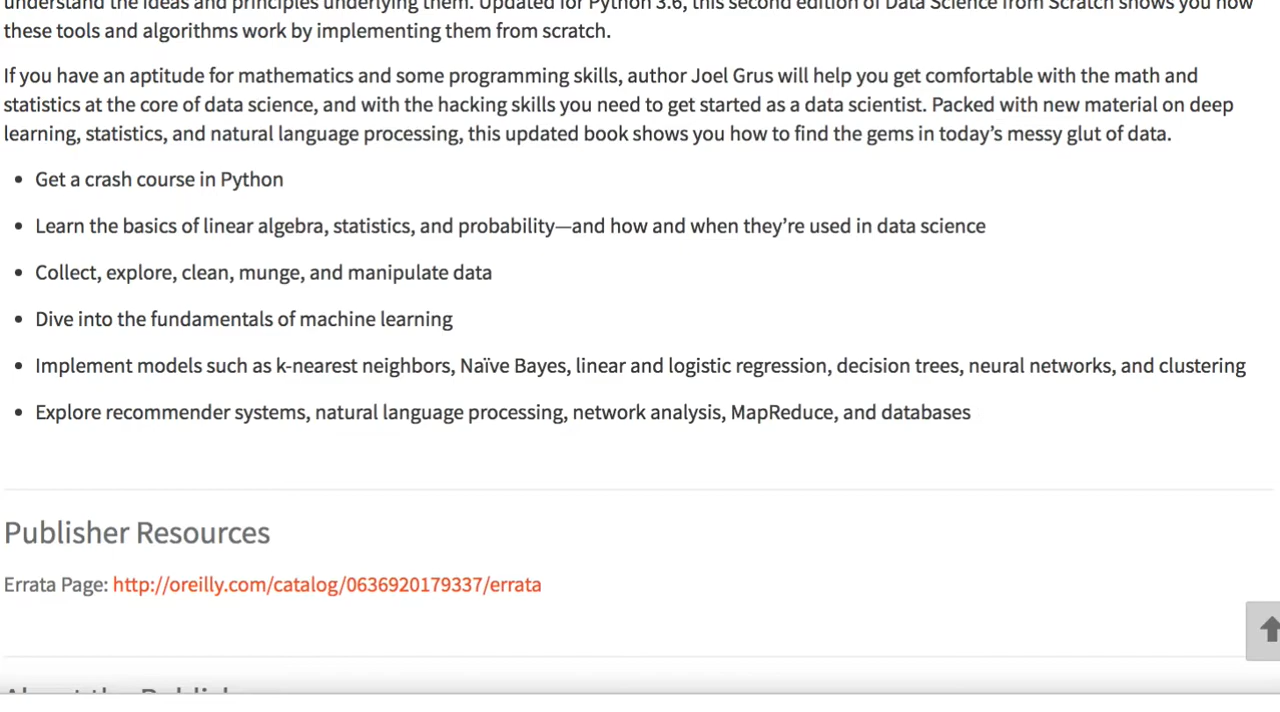 understand the ideas and principles underlying them. Updated for Python 3.6, this second edition of Data Science from Scratch shows you how
these tools and algorithms work by implementing them from scratch.
If you have an aptitude for mathematics and some programming skills, author Joel Grus will help you get comfortable with the math and
statistics at the core of data science, and with the hacking skills you need to get started as a data scientist. Packed with new material on deep
learning, statistics, and natural language processing, this updated book shows you how to find the gems in today’s messy glut of data.
• Get a crash course in Python
• Learn the basics of linear algebra, statistics, and probability—and how and when they’re used in data science
• Collect, explore, clean, munge, and manipulate data
• Dive into the fundamentals of machine learning
• Implement models such as k-nearest neighbors, Naïve Bayes, linear and logistic regression, decision trees, neural networks, and clustering
• Explore recommender systems, natural language processing, network analysis, MapReduce, and databases
Publisher Resources
Errata Page: http://oreilly.com/catalog/0636920179337/errata